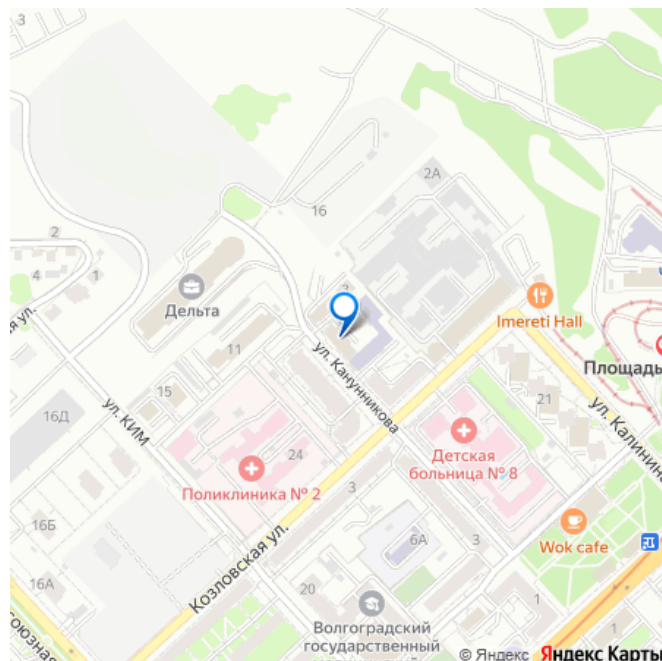 3
2А
16
2
4
1
3
Дельта
Imereti Hall
ая ул.
11
ул. Канунникова
Площадь
15
21
ул. КИМ
ул. Калинина
16Д
24
Детская
больница № 8
Поликлиника № 2
3
16Б
6А
3
Wok cafe
Козловская ул.
16А
20
1
союзная
Волгоградский
государственный
© Яндекс Яндекс Карты